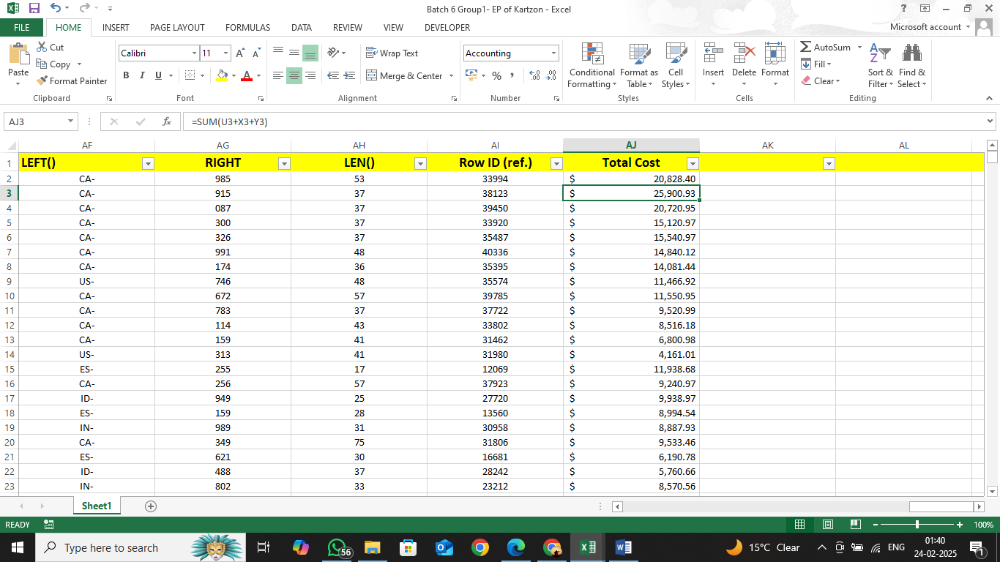 Batch 6 Group1- EP of Kartzon - Excel
FILE HOME INSERT PAGE LAYOUT FORMULAS DATA REVIEW VIEW DEVELOPER Microsoft account
Cut
Copy
Format Painter
Paste
Clipboard
Calibri 11
B I U A
Font
Wrap Text
Merge & Center
Alignment
Accounting
%
Number
Conditional Formatting
Format as Table
Cell Styles
Styles
Insert Delete Format
Cells
AutoSum
Fill
Clear
Sort & Filter
Find & Select
Editing
AJ3 fx =SUM(U3+X3+Y3)
AF AG AH AI AJ AK AL
1 LEFT() RIGHT LEN() Row ID (ref.) Total Cost
2 CA- 985 53 33994 $ 20,828.40
3 CA- 915 37 38123 $ 25,900.93
4 CA- 087 37 39450 $ 20,720.95
5 CA- 300 37 33920 $ 15,120.97
6 CA- 326 37 35487 $ 15,540.97
7 CA- 991 48 40336 $ 14,840.12
8 CA- 174 36 35395 $ 14,081.44
9 US- 746 48 35574 $ 11,466.92
10 CA- 672 57 39785 $ 11,550.95
11 CA- 783 37 37722 $ 9,520.99
12 CA- 114 43 33802 $ 8,516.18
13 CA- 159 41 31462 $ 6,800.98
14 US- 313 41 31980 $ 4,161.01
15 ES- 255 17 12069 $ 11,938.68
16 CA- 256 57 37923 $ 9,240.97
17 ID- 949 25 27720 $ 9,938.97
18 ES- 159 28 13560 $ 8,994.54
19 IN- 989 31 30958 $ 8,887.93
20 CA- 349 75 31806 $ 9,533.46
21 ES- 621 30 16681 $ 6,190.78
22 ID- 488 37 28242 $ 5,760.66
23 IN- 802 33 23212 $ 8,570.56
Sheet1
READY 100%
Type here to search 56 15°C Clear ENG 01:40
24-02-2025 1